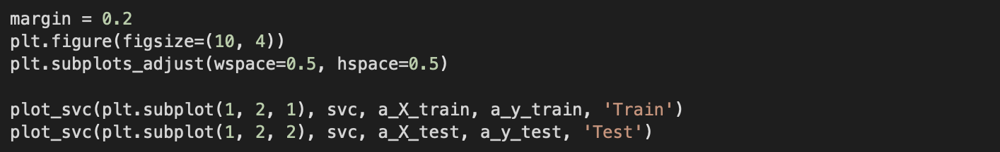 margin = 0.2
plt.figure(figsize=(10, 4))
plt.subplots_adjust(wspace=0.5, hspace=0.5)
plot_svc(plt.subplot(1, 2, 1), svc, a_X_train, a_y_train, 'Train')
plot_svc(plt.subplot(1, 2, 2), svc, a_X_test, a_y_test, 'Test')